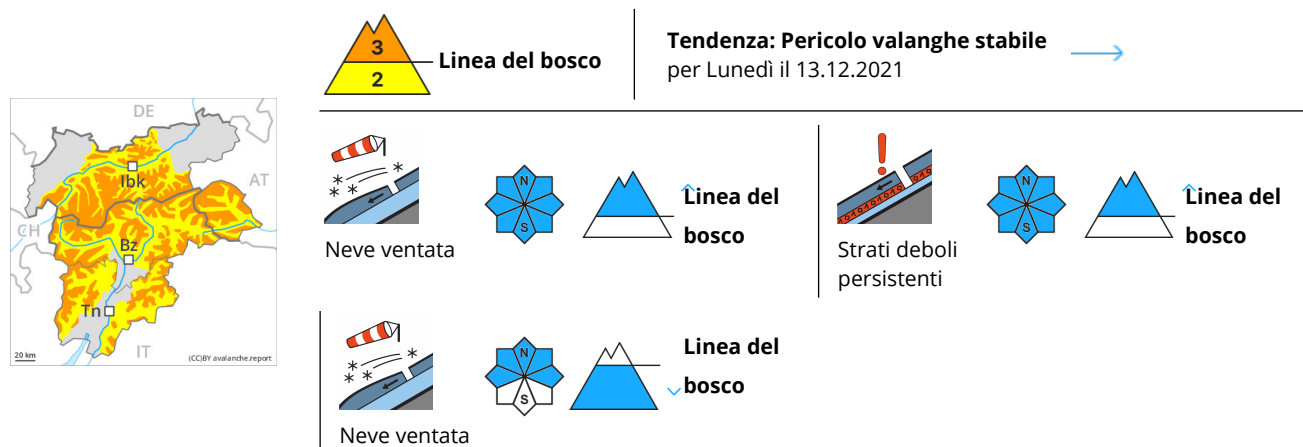 3
2
Linea del bosco
Tendenza: Pericolo valanghe stabile
per Lunedì il 13.12.2021
DE
Ibk
AT
CH
Bz
Tn
IT
20 km
(CC)BY avalanche.report
N
S
Linea del
bosco
Neve ventata
N
S
Linea del
bosco
Strati deboli
persistenti
N
S
Linea del
bosco
Neve ventata